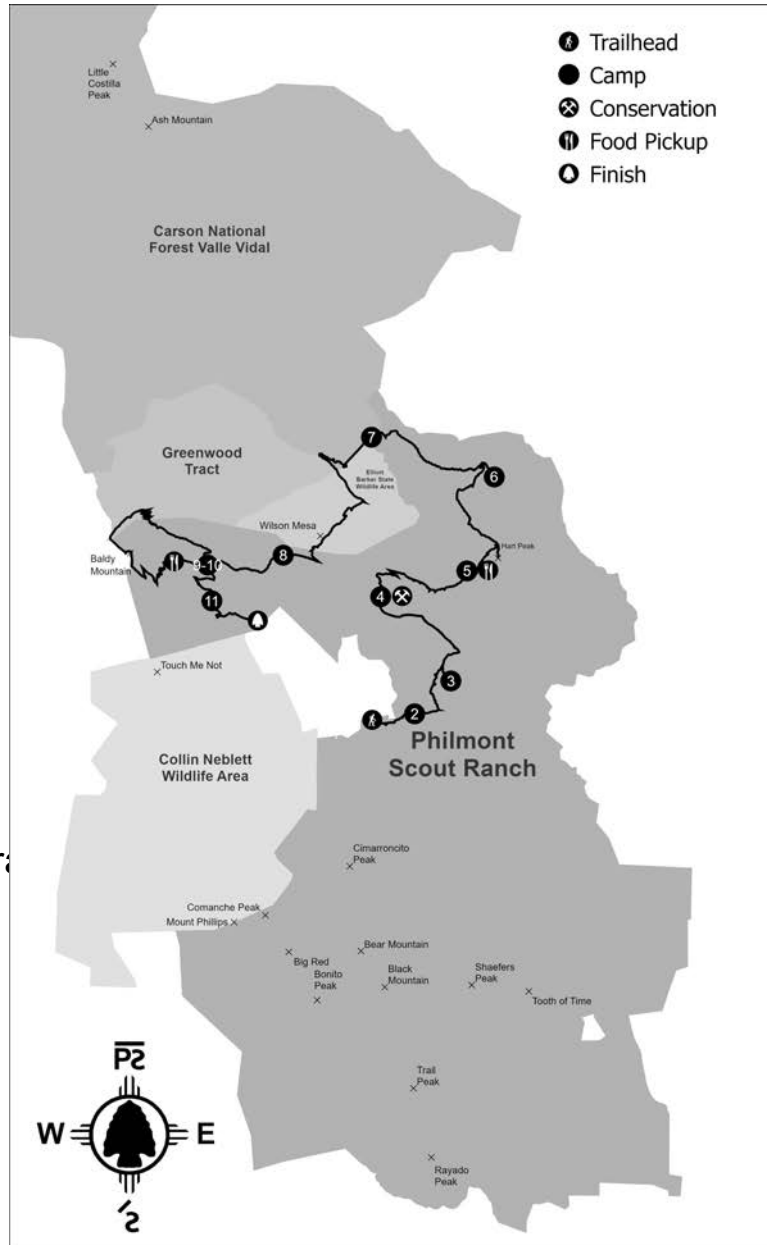 Trailhead
Camp
Conservation
Food Pickup
Finish
Little
Costilla
Peak
Ash Mountain
Carson National
Forest Valle Vidal
Greenwood
Tract
7
Elliott
Barker State
Wildlife Area
6
Wilson Mesa
Hart Peak
8
Baldy
Mountain
9-10
5
4
11
Touch Me Not
3
2
Philmont
Scout Ranch
Collin Neblett
Wildlife Area
Cimarroncito
Peak
Comanche Peak
Mount Phillips
Bear Mountain
Big Red
Bonito
Peak
Black
Mountain
Shaefers
Peak
Tooth of Time
Trail
Peak
Rayado
Peak
W
E